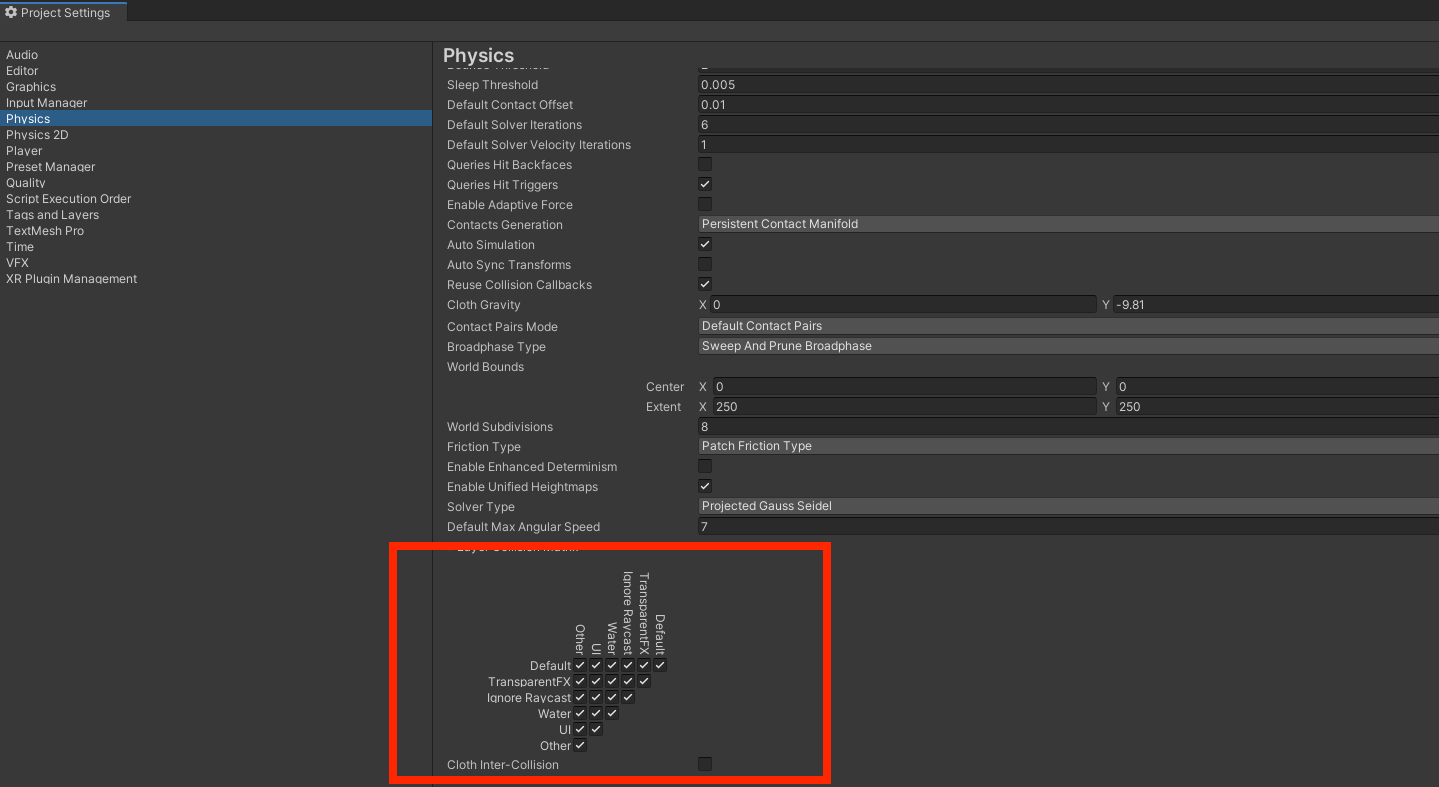 Project Settings
Audio
Editor
Graphics
Input Manager
Physics
Physics 2D
Player
Preset Manager
Quality
Script Execution Order
Tags and Layers
TextMesh Pro
Time
VFX
XR Plugin Management
Physics
Sleep Threshold 0.005
Default Contact Offset 0.01
Default Solver Iterations 6
Default Solver Velocity Iterations 1
Queries Hit Backfaces
Queries Hit Triggers
Enable Adaptive Force
Contacts Generation Persistent Contact Manifold
Auto Simulation
Auto Sync Transforms
Reuse Collision Callbacks
Cloth Gravity X 0 Y -9.81
Contact Pairs Mode Default Contact Pairs
Broadphase Type Sweep And Prune Broadphase
World Bounds
Center X 0 Y 0
Extent X 250 Y 250
World Subdivisions 8
Friction Type Patch Friction Type
Enable Enhanced Determinism
Enable Unified Heightmaps
Solver Type Projected Gauss Seidel
Default Max Angular Speed 7
Layer Collision Matrix
Other
UI
Water
Ignore Raycast
TransparentFX
Default
Default
TransparentFX
Ignore Raycast
Water
UI
Other
Cloth Inter-Collision